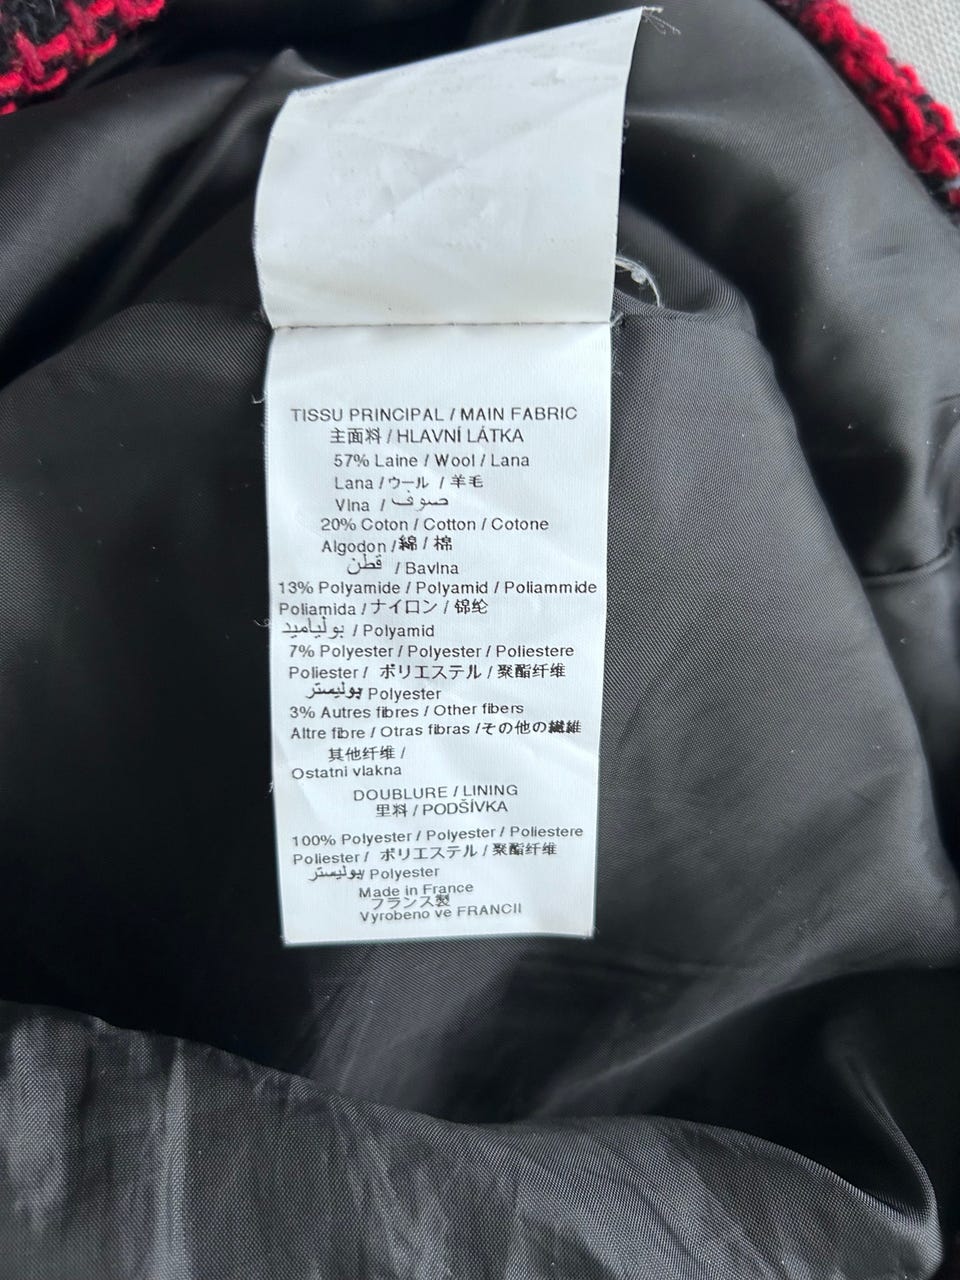 TISSU PRINCIPAL / MAIN FABRIC
主面料 / HLAVNÍ LÁTKA
57% Laine / Wool / Lana
Lana / ウール / 羊毛
Vlna / صوف
20% Coton / Cotton / Cotone
Algodon / 綿 / 棉
قطن / Bavlna
13% Polyamide / Polyamid / Poliammide
Poliamida / ナイロン / 锦纶
بولياميد / Polyamid
7% Polyester / Polyester / Poliestere
Poliester / ポリエステル / 聚酯纤维
بوليستر Polyester
3% Autres fibres / Other fibers
Altre fibre / Otras fibras / その他の繊維
其他纤维 /
Ostatni vlakna
DOUBLURE / LINING
里料 / PODŠÍVKA
100% Polyester / Polyester / Poliestere
Poliester / ポリエステル / 聚酯纤维
بوليستر / Polyester
Made in France
フランス製
Vyrobeno ve FRANCII